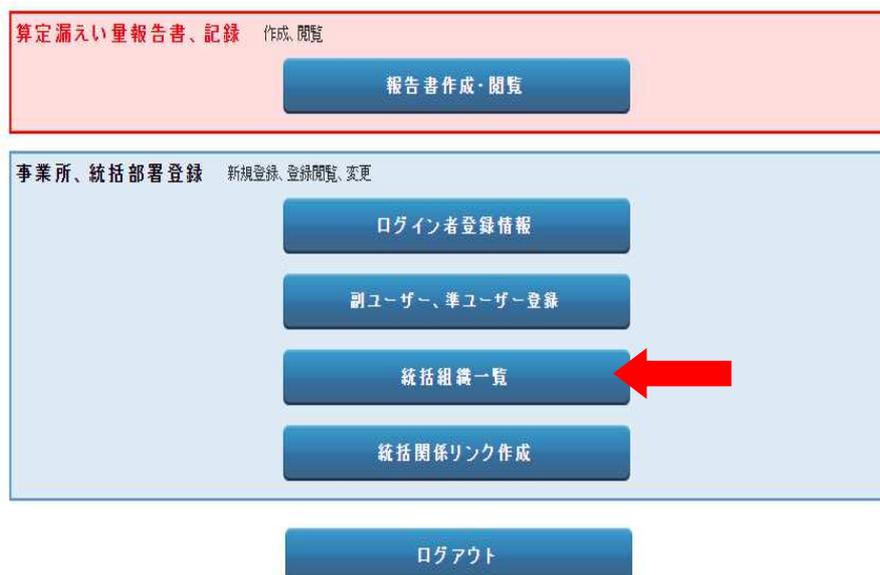 算定漏えい量報告書、記録 作成、閲覧
報告書作成・閲覧
事業所、統括部署登録 新規登録、登録閲覧、変更
ログイン者登録情報
副ユーザー、準ユーザー登録
統括組織一覧
統括関係リンク作成
ログアウト